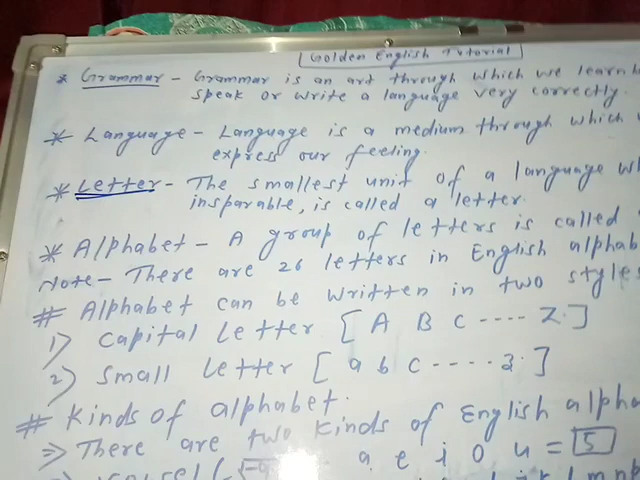 Golden English Tutorial
* Grammar - Grammar is an art through which we learn
speak or write a language very correctly.
* Language - Language is a medium through which
express our feeling.
* Letter - The smallest unit of a language
insparable, is called a letter.
* Alphabet - A group of letters is called
Note - There are 26 letters in English alphab
# Alphabet can be written in two styles
1) Capital Letter [ A B C ---- Z. ]
2) Small Letter [ a b c ---- z. ]
# Kinds of alphabet.
⇒ There are two kinds of English alpha
a e i o u = 5